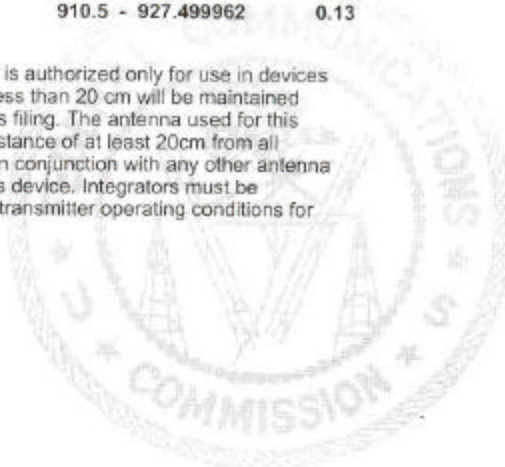 910.5 - 927.499962 0.13
is authorized only for use in devices
ess than 20 cm will be maintained
s filing. The antenna used for this
stance of at least 20cm from all
n conjunction with any other antenna
s device. Integrators must be
transmitter operating conditions for
COMMUNICATIONS
COMMISSION
U S